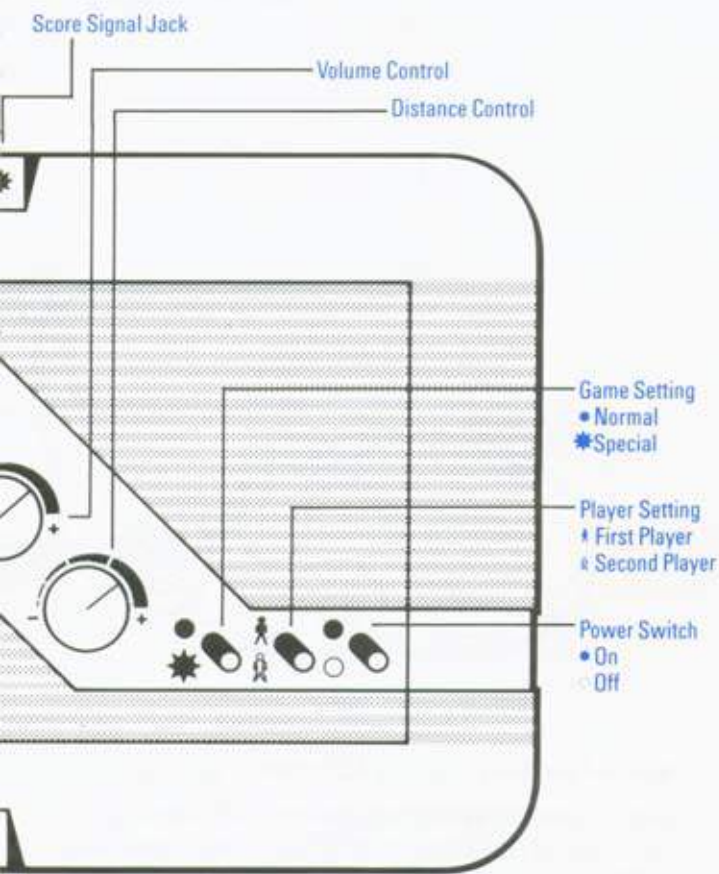 Score Signal Jack
Volume Control
Distance Control
Game Setting
Normal
Special
Player Setting
First Player
Second Player
Power Switch
On
Off
+
-
+